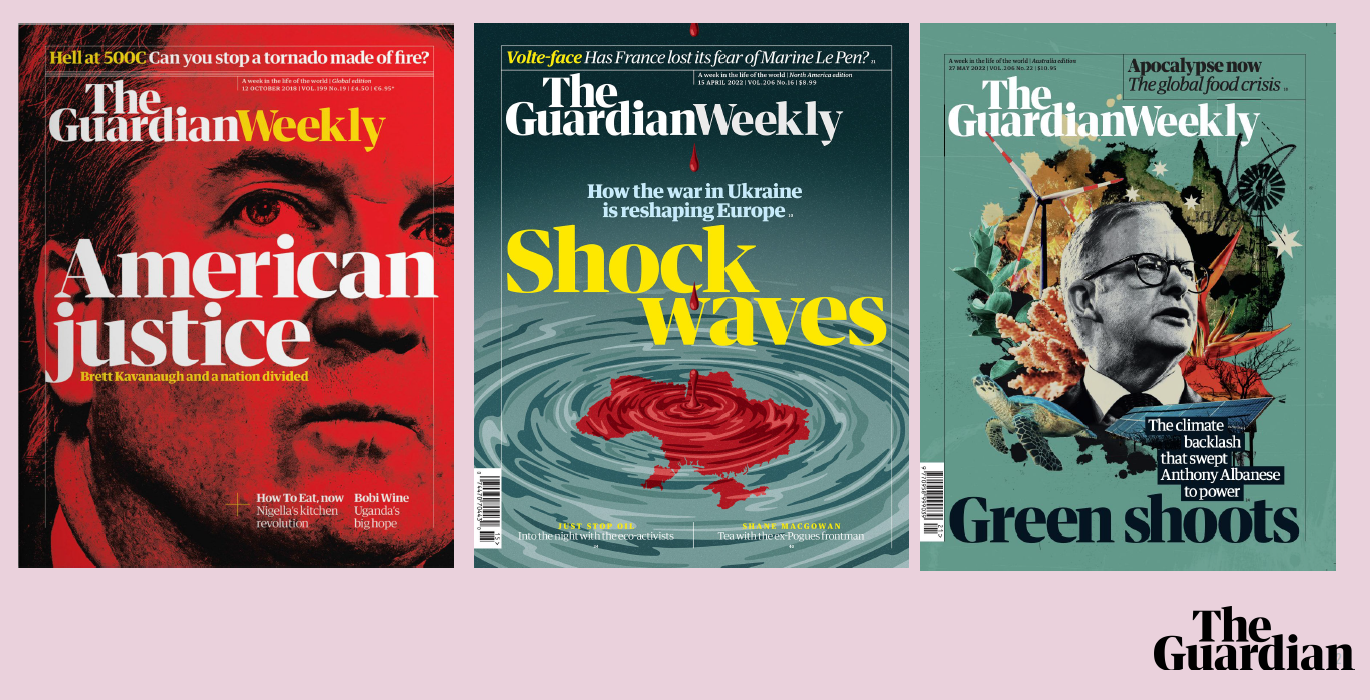 Hell at 500C Can you stop a tornado made of fire?
A week in the life of the world | Global edition
12 OCTOBER 2018 | VOL.199 No.19 | £4.50 | €6.95*
The
GuardianWeekly
American
justice
Brett Kavanaugh and a nation divided
How To Eat, now
Nigella's kitchen
revolution
Bobi Wine
Uganda's
big hope
Volte-face Has France lost its fear of Marine Le Pen?
A week in the life of the world | North America edition
15 APRIL 2022 | VOL.206 No.16 | $8.99
The
GuardianWeekly
How the war in Ukraine
is reshaping Europe
Shock
waves
JUST STOP OIL
Into the night with the eco-activists
SHANE MACGOWAN
Tea with the ex-Pogues frontman
A week in the life of the world | Australia edition
27 MAY 2022 | VOL.206 No.22 | $10.95
Apocalypse now
The global food crisis
The
GuardianWeekly
The climate
backlash
that swept
Anthony Albanese
to power
Green shoots
The
Guardian